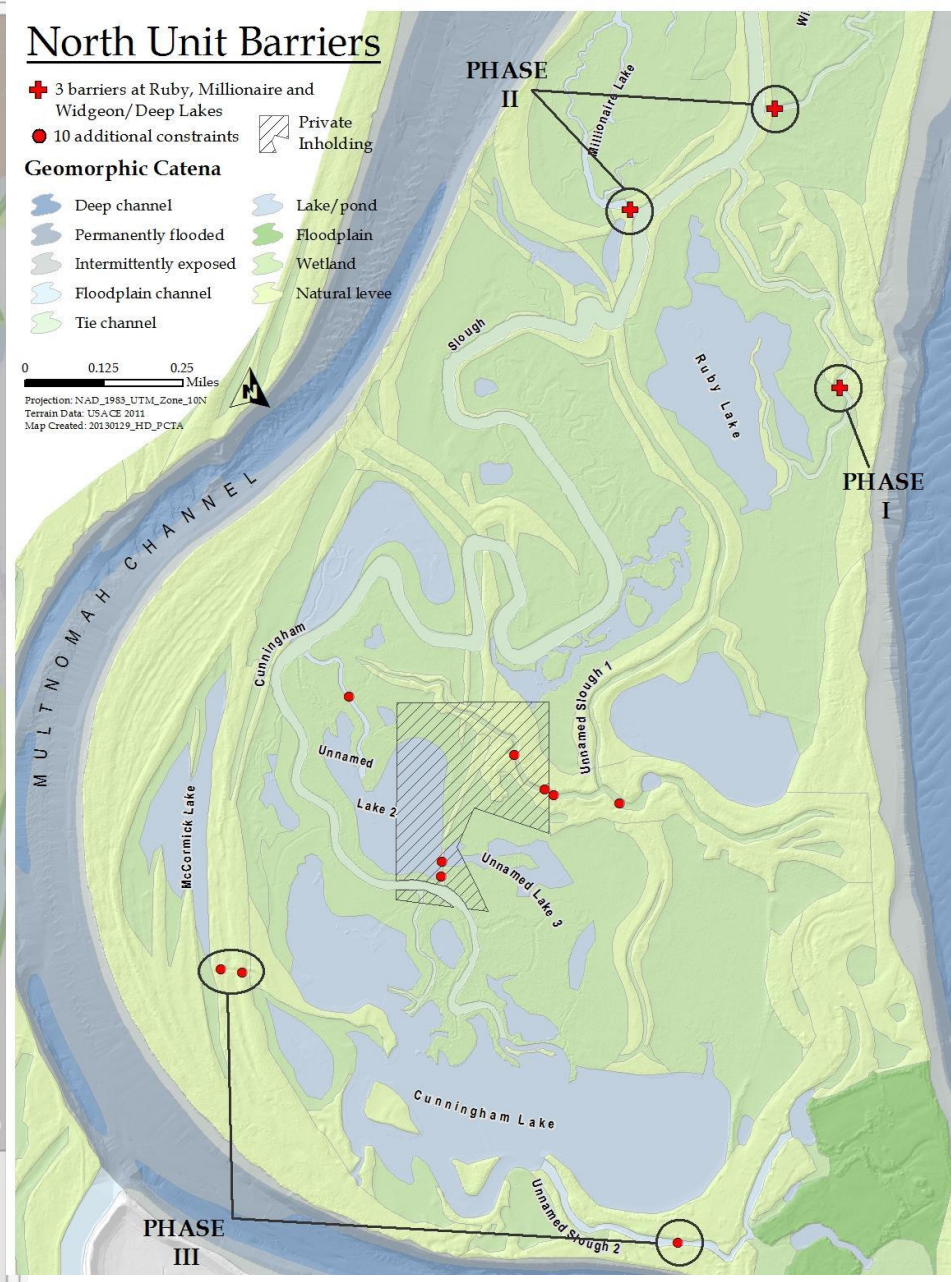 North Unit Barriers
3 barriers at Ruby, Millionaire and
Widgeon/Deep Lakes
10 additional constraints
Private
Inholding
Geomorphic Catena
Deep channel
Permanently flooded
Intermittently exposed
Floodplain channel
Tie channel
Lake/pond
Floodplain
Wetland
Natural levee
0 0.125 0.25
Miles
N
Projection: NAD_1983_UTM_Zone_10N
Terrain Data: USACE 2011
Map Created: 20130129_HD_PCTA
PHASE
II
Millionaire Lake
Wi
Slough
Ruby Lake
PHASE
I
MULTNOMAH CHANNEL
Cunningham
Unnamed Slough 1
Unnamed
Lake 2
McCormick Lake
Unnamed Lake 3
Cunningham Lake
Unnamed Slough 2
PHASE
III